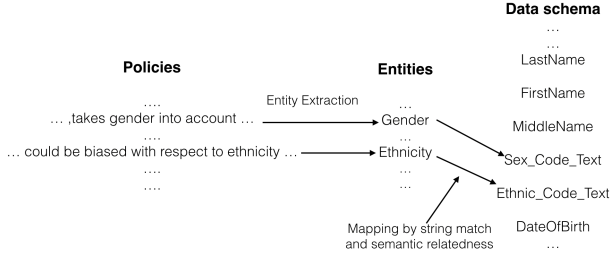 Data schema
…
…
LastName
FirstName
MiddleName
Sex_Code_Text
Ethnic_Code_Text
DateOfBirth
…
Policies
….
… ,takes gender into account …
….
… could be biased with respect to ethnicity …
….
….
Entity Extraction
Entities
…
Gender
…
Ethnicity
…
…
Mapping by string match
and semantic relatedness